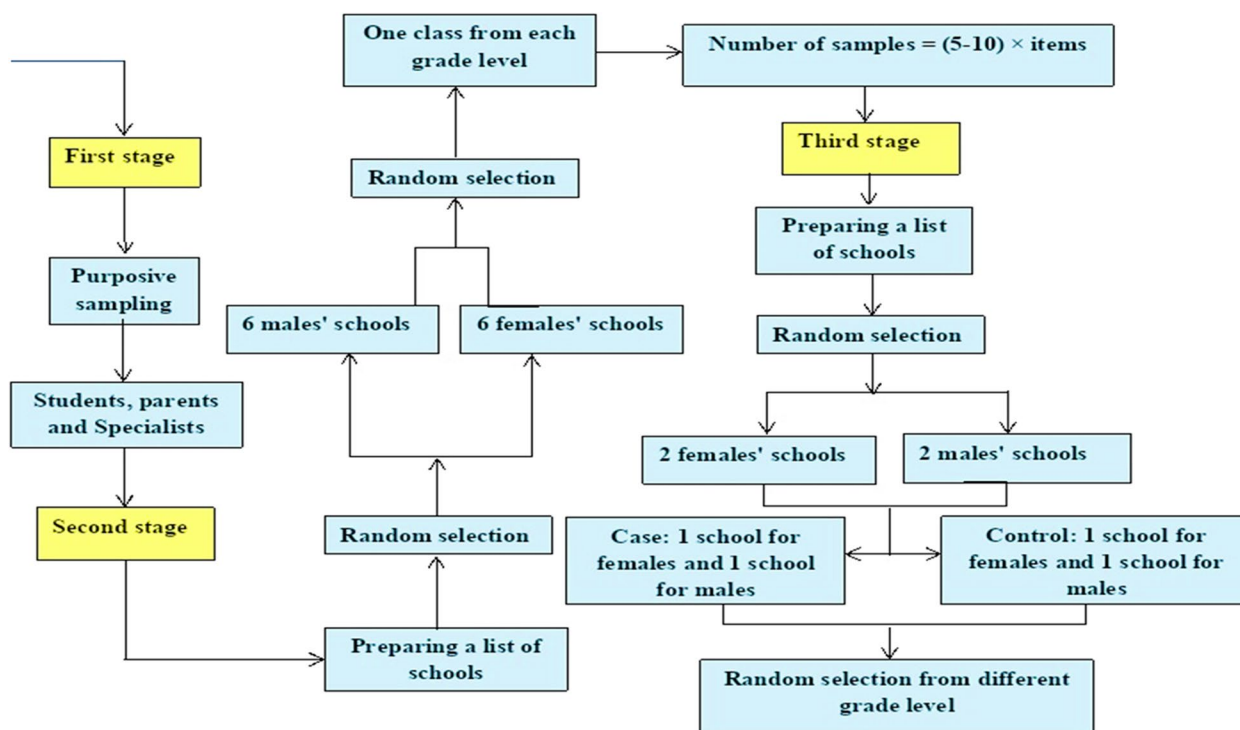 First stage
Purposive
sampling
Students, parents
and Specialists
Second stage
Preparing a list of
schools
Random selection
6 males' schools
6 females' schools
Random selection
One class from each
grade level
Number of samples = (5-10) × items
Third stage
Preparing a list
of schools
Random selection
2 females' schools
2 males' schools
Case: 1 school for
females and 1 school
for males
Control: 1 school for
females and 1 school for
males
Random selection from different
grade level